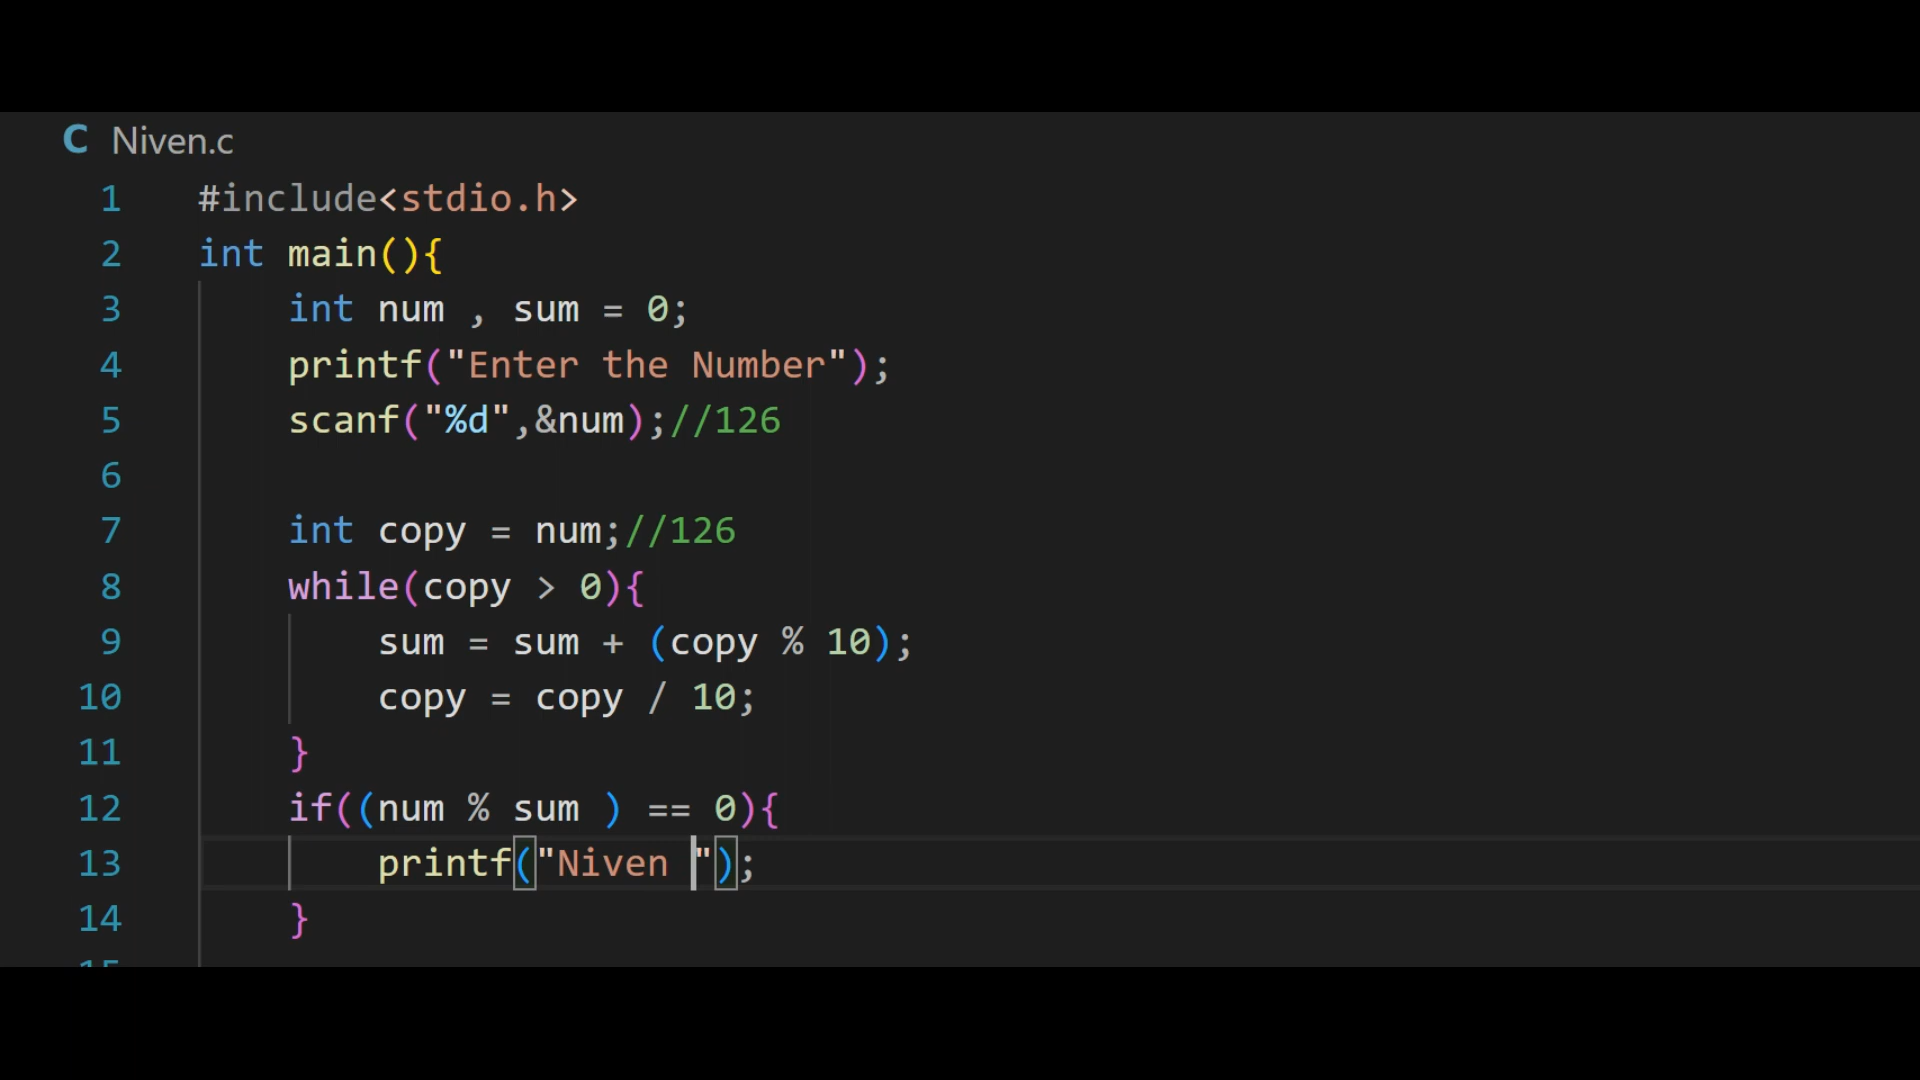 C Niven.c
1 #include<stdio.h>
2 int main(){
3     int num , sum = 0;
4     printf("Enter the Number");
5     scanf("%d",&num);//126
6
7     int copy = num;//126
8     while(copy > 0){
9         sum = sum + (copy % 10);
10         copy = copy / 10;
11     }
12     if((num % sum ) == 0){
13         printf("Niven ");
14     }